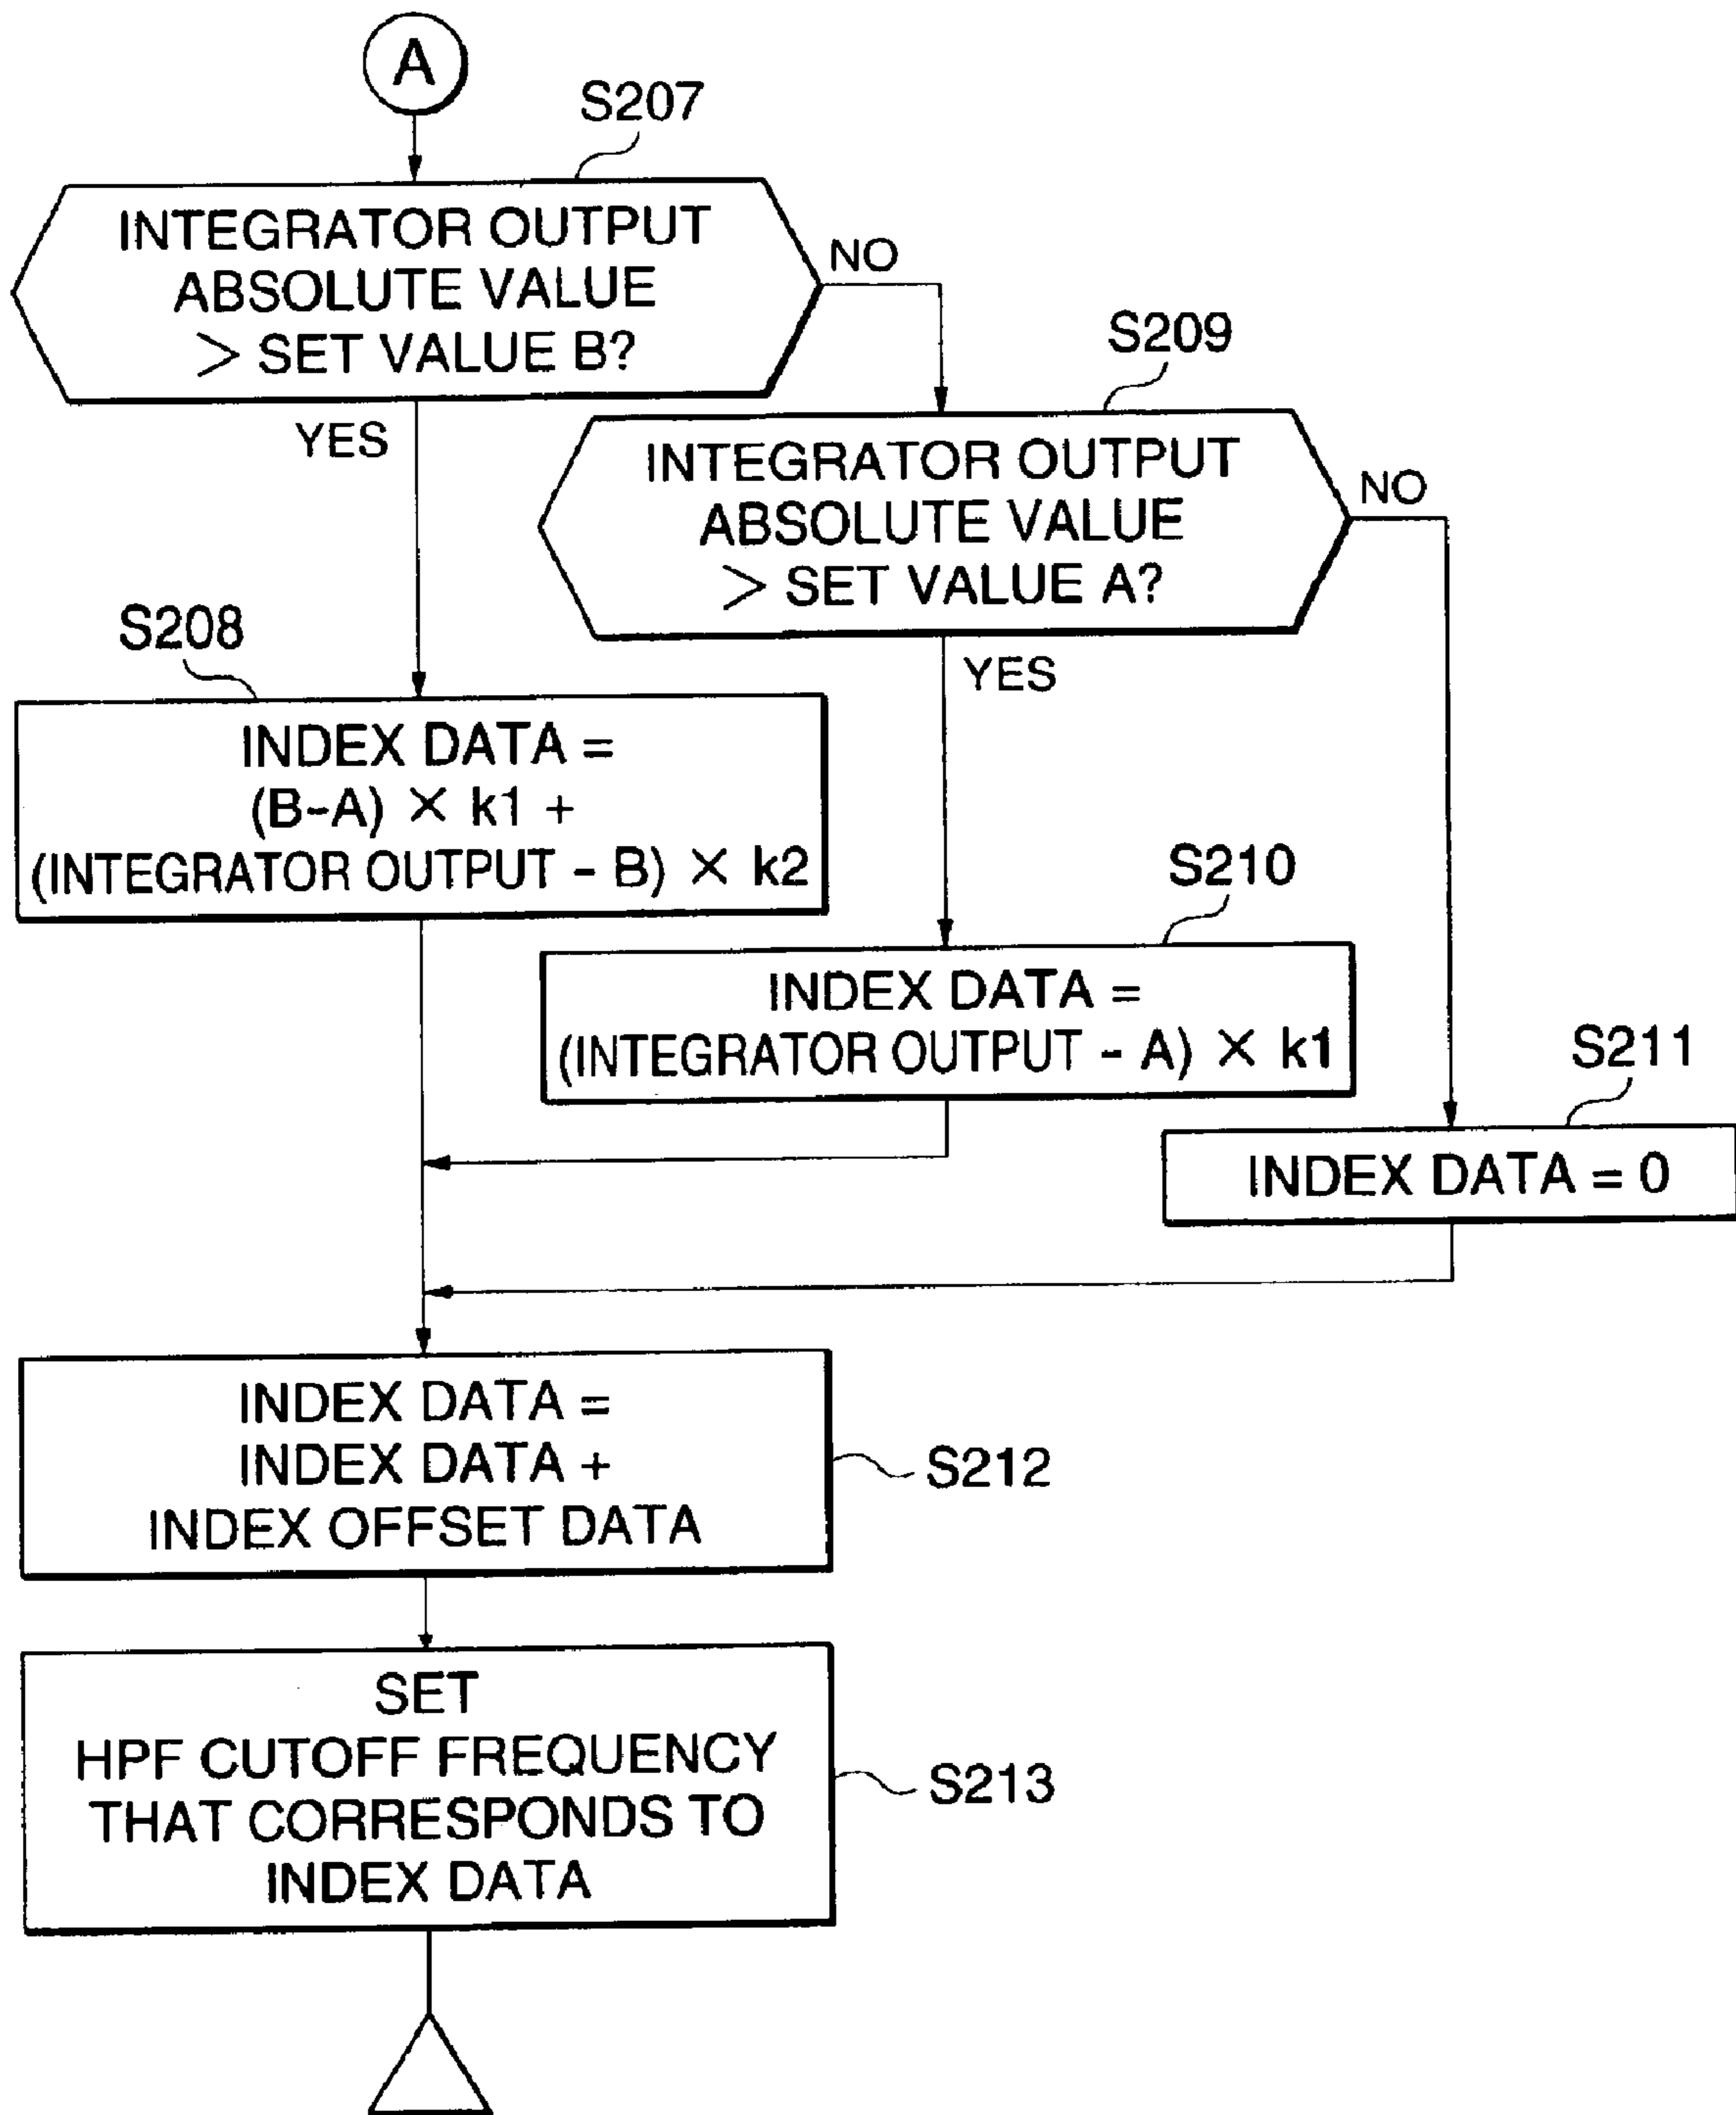 A
S207
INTEGRATOR OUTPUT
ABSOLUTE VALUE
> SET VALUE B?
NO
YES
S209
INTEGRATOR OUTPUT
ABSOLUTE VALUE
> SET VALUE A?
NO
YES
S208
INDEX DATA =
(B-A) × k1 +
(INTEGRATOR OUTPUT - B) × k2
S210
INDEX DATA =
(INTEGRATOR OUTPUT - A) × k1
S211
INDEX DATA = 0
INDEX DATA =
INDEX DATA +
INDEX OFFSET DATA
S212
SET
HPF CUTOFF FREQUENCY
THAT CORRESPONDS TO
INDEX DATA
S213